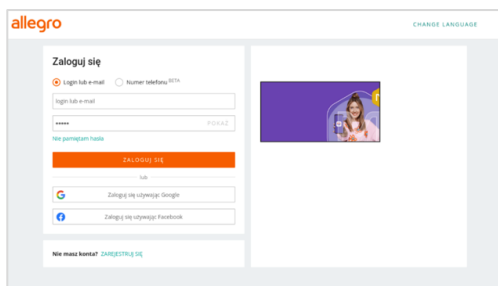 allegro
CHANGE LANGUAGE
Zaloguj się
Login lub e-mail
Numer telefonu BETA
login lub e-mail
•••••
POKAŻ
Nie pamiętam hasła
ZALOGUJ SIĘ
lub
Zaloguj się używając Google
Zaloguj się używając Facebook
Nie masz konta? ZAREJESTRUJ SIĘ